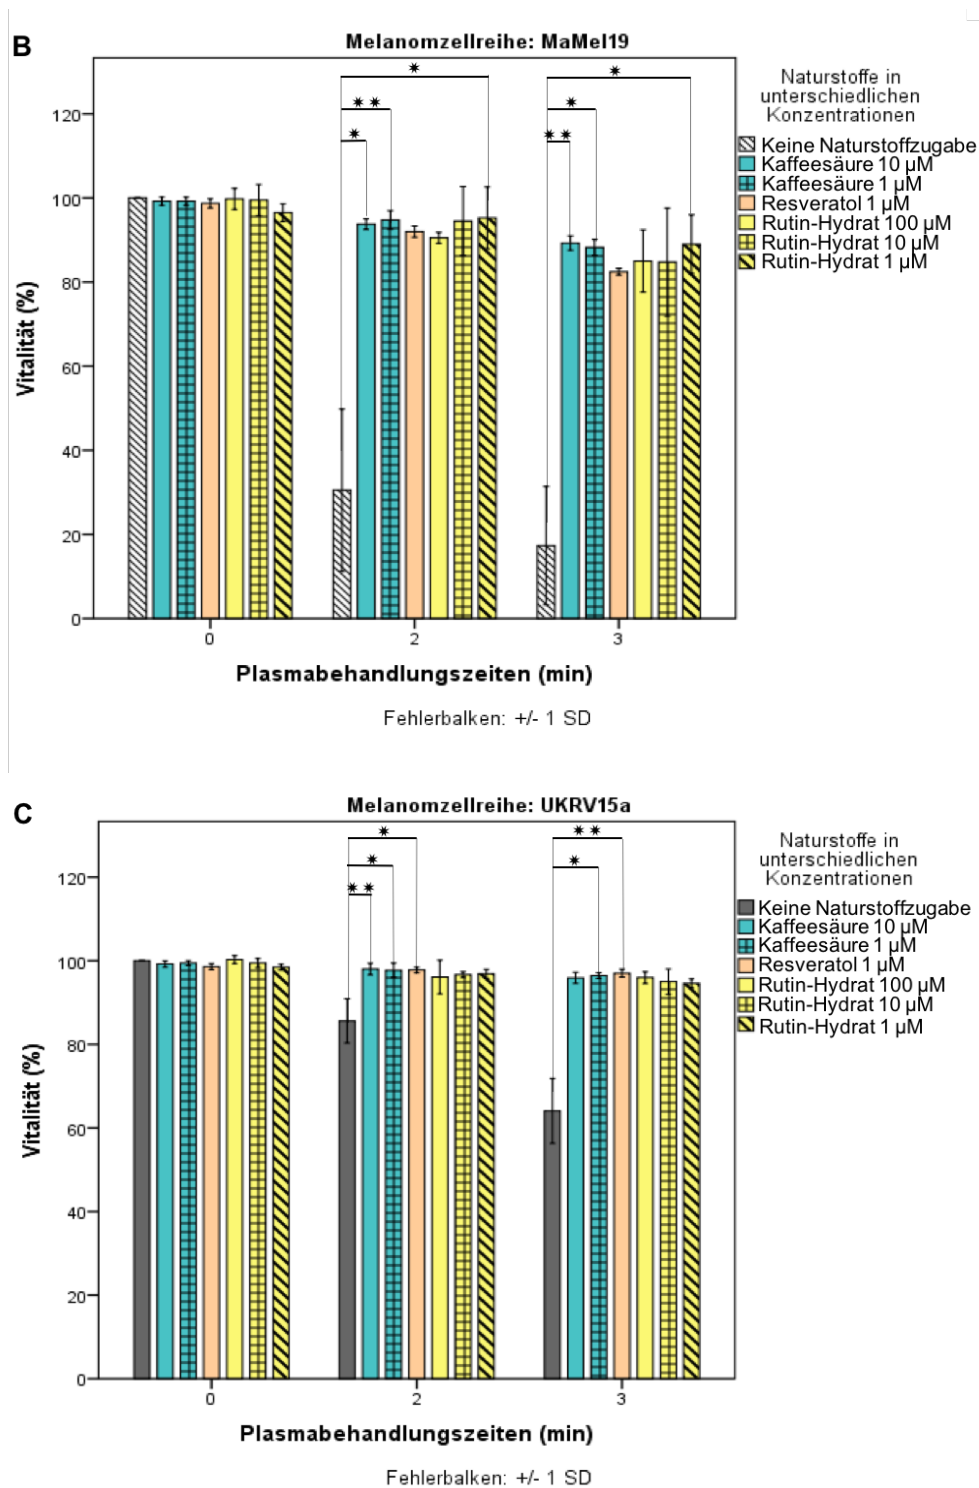 B
Melanomzellreihe: MaMel19
Naturstoffe in
unterschiedlichen
Konzentrationen
Keine Naturstoffzugabe
Kaffeesäure 10 µM
Kaffeesäure 1 µM
Resveratol 1 µM
Rutin-Hydrat 100 µM
Rutin-Hydrat 10 µM
Rutin-Hydrat 1 µM
Vitalität (%)
120
100
80
60
40
20
0
* ** *
* * **
0 2 3
Plasmabehandlungszeiten (min)
Fehlerbalken: +/- 1 SD
C
Melanomzellreihe: UKRV15a
Naturstoffe in
unterschiedlichen
Konzentrationen
Keine Naturstoffzugabe
Kaffeesäure 10 µM
Kaffeesäure 1 µM
Resveratol 1 µM
Rutin-Hydrat 100 µM
Rutin-Hydrat 10 µM
Rutin-Hydrat 1 µM
Vitalität (%)
120
100
80
60
40
20
0
* * **
** *
0 2 3
Plasmabehandlungszeiten (min)
Fehlerbalken: +/- 1 SD